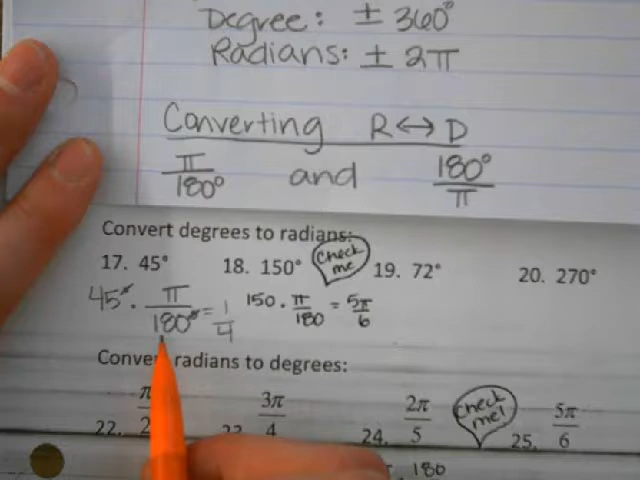 Degree: ± 360°
Radians: ± 2π
Converting R ↔ D
π/180° and 180°/π
Convert degrees to radians:
17. 45° 18. 150° check me 19. 72° 20. 270°
45° · π/180° = 1/4 150 · π/180 = 5π/6
Convert radians to degrees:
22. 3π/4 24. 2π/5 check me! 25. 5π/6
180